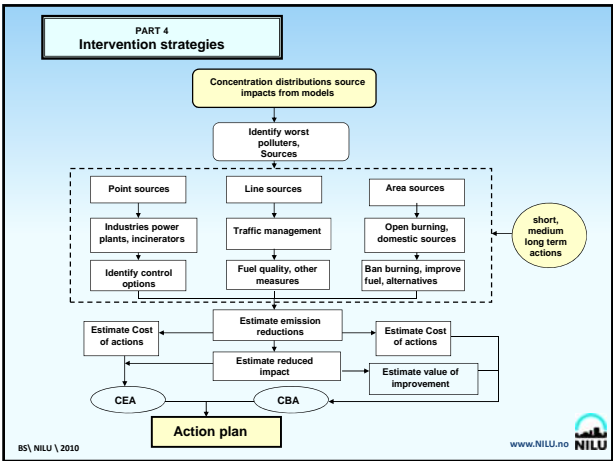 PART 4
Intervention strategies
Concentration distributions source
impacts from models
Identify worst
polluters,
Sources
Point sources
Line sources
Area sources
Industries power
plants, incinerators
Traffic management
Open burning,
domestic sources
short,
medium
long term
actions
Identify control
options
Fuel quality, other
measures
Ban burning, improve
fuel, alternatives
Estimate emission
reductions
Estimate Cost
of actions
Estimate Cost
of actions
Estimate reduced
impact
Estimate value of
improvement
CEA
CBA
Action plan
BS\ NILU \ 2010
www.NILU.no
NILU